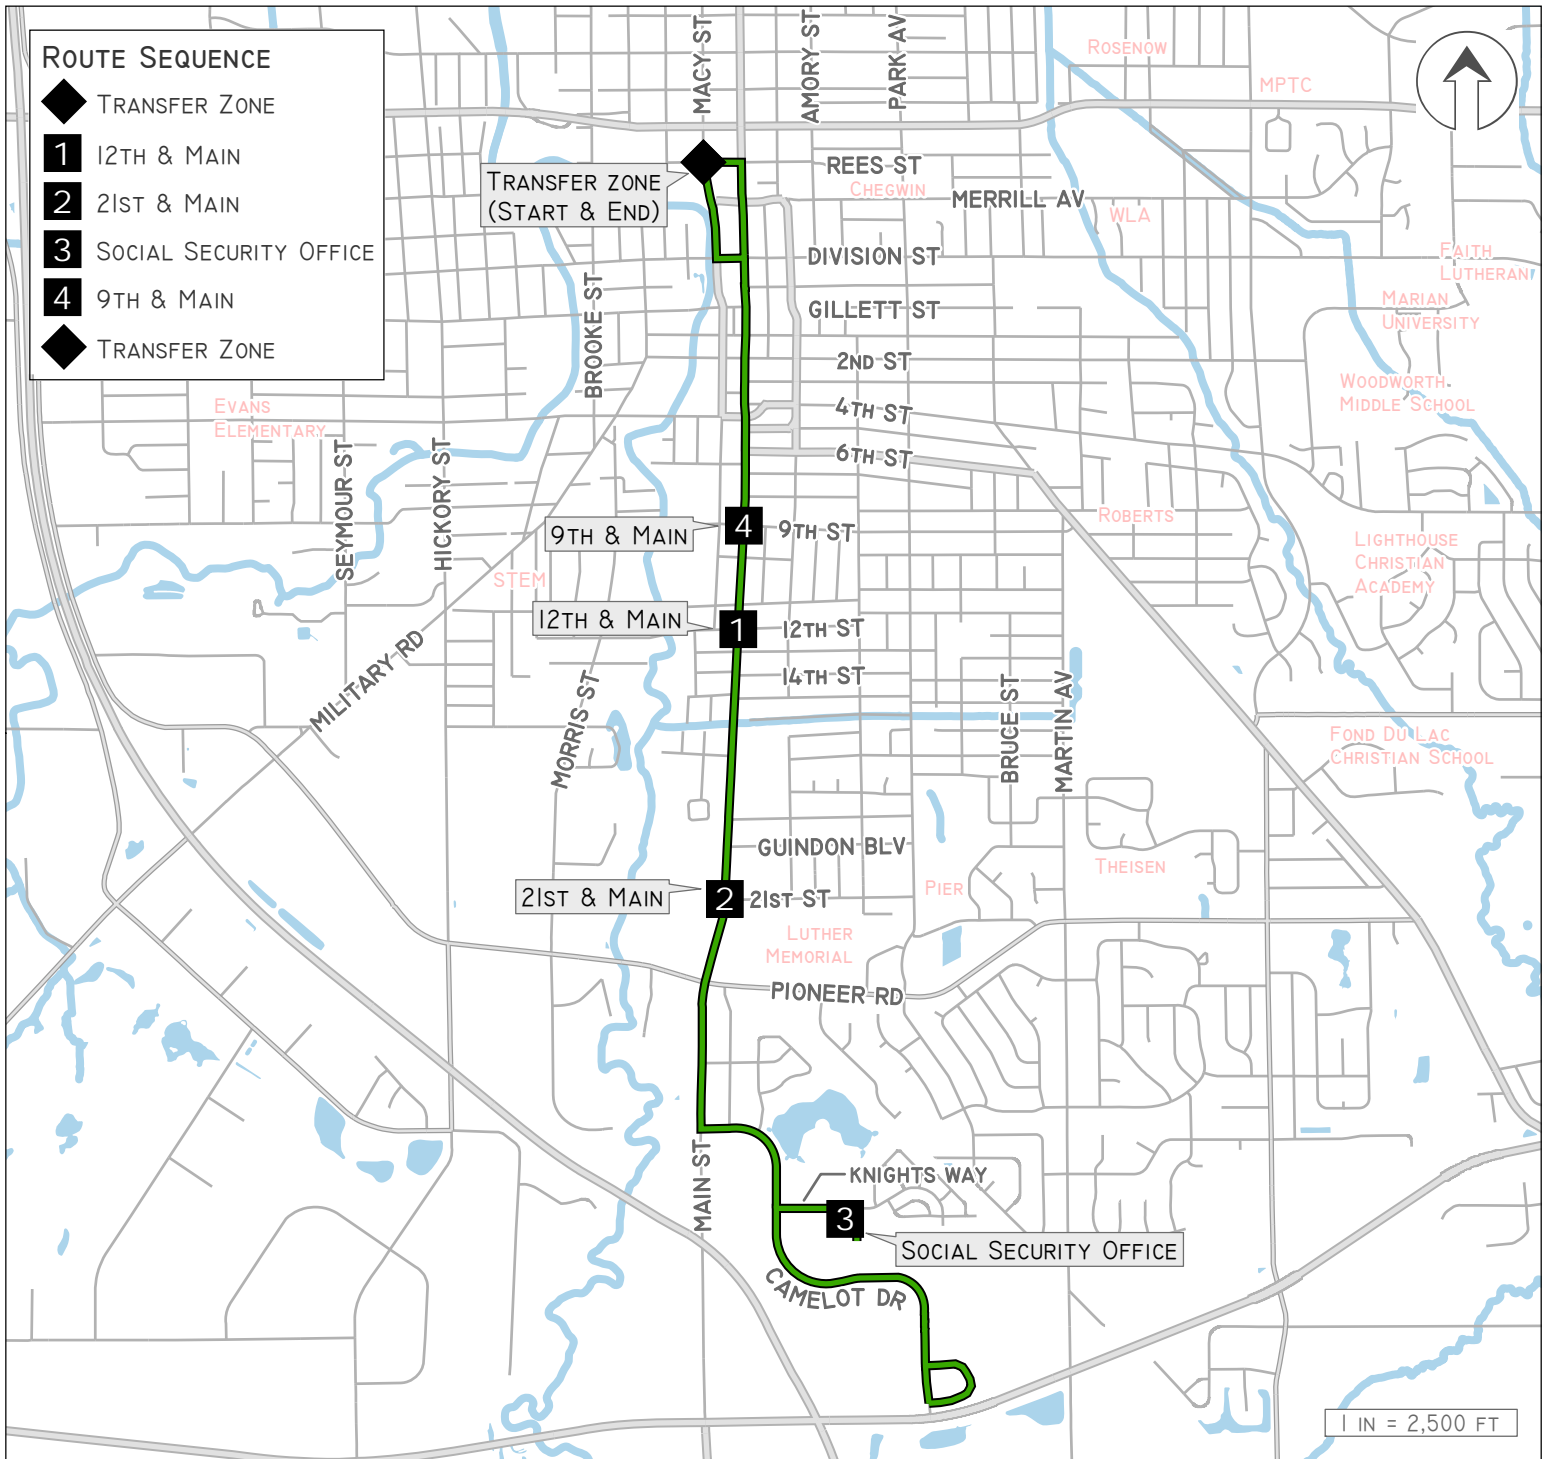 Route Sequence
Transfer Zone
1 12th & Main
2 21st & Main
3 Social Security Office
4 9th & Main
Transfer Zone
MACY ST
AMORY ST
PARK AV
Rosenow
MPTC
Transfer zone
(Start & End)
REES ST
Chegwin
MERRILL AV
WLA
DIVISION ST
Faith
Lutheran
GILLETT ST
Marian
University
BROOKE ST
2ND ST
Woodworth
Middle School
Evans
Elementary
4TH ST
6TH ST
SEYMOUR ST
HICKORY ST
Roberts
9th & Main
4
9TH ST
Lighthouse
Christian
Academy
STEM
12th & Main
1
12TH ST
14TH ST
MILITARY RD
MORRIS ST
BRUCE ST
MARTIN AV
Fond Du Lac
Christian School
GUINDON BLV
Theisen
Pier
21st & Main
2
21ST ST
Luther
Memorial
PIONEER RD
MAIN ST
KNIGHTS WAY
3
Social Security Office
CAMELOT DR
1 in = 2,500 ft